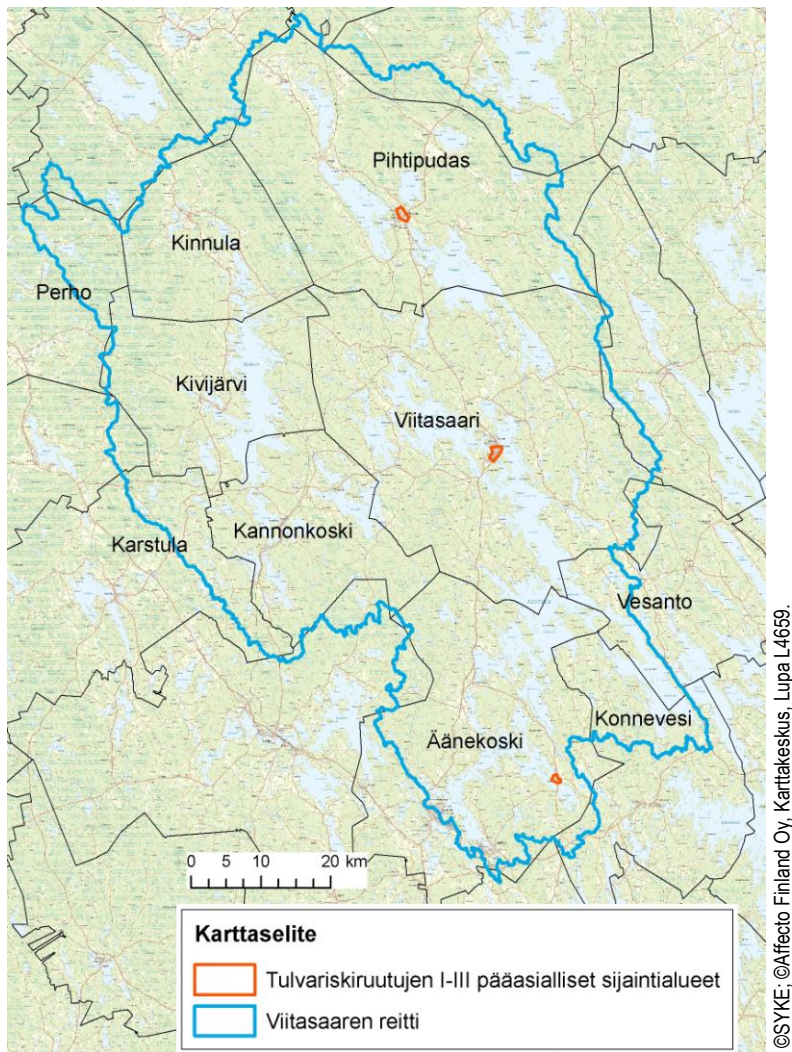 Pihtipudas
Kinnula
Perho
Kivijärvi
Viitasaari
Kannonkoski
Karstula
Vesanto
Konnevesi
Äänekoski
0 5 10 20 km
Karttaselite
Tulvariskiruutujen I-III pääasialliset sijaintialueet
Viitasaaren reitti
©SYKE; ©Affecto Finland Oy, Karttakeskus, Lupa L4659.